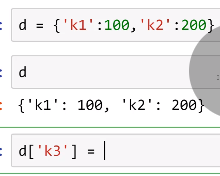 d = {'k1':100,'k2':200}
d
{'k1': 100, 'k2': 200}
d['k3'] =